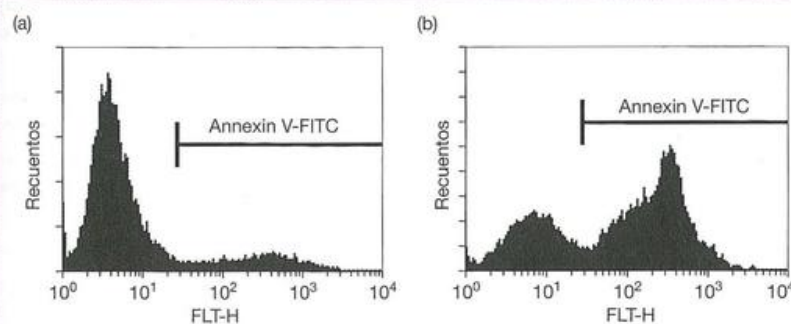 (a)
Annexin V-FITC
Recuentos
10⁰ 10¹ 10² 10³ 10⁴
FLT-H
(b)
Annexin V-FITC
Recuentos
10⁰ 10¹ 10² 10³ 10⁴
FLT-H